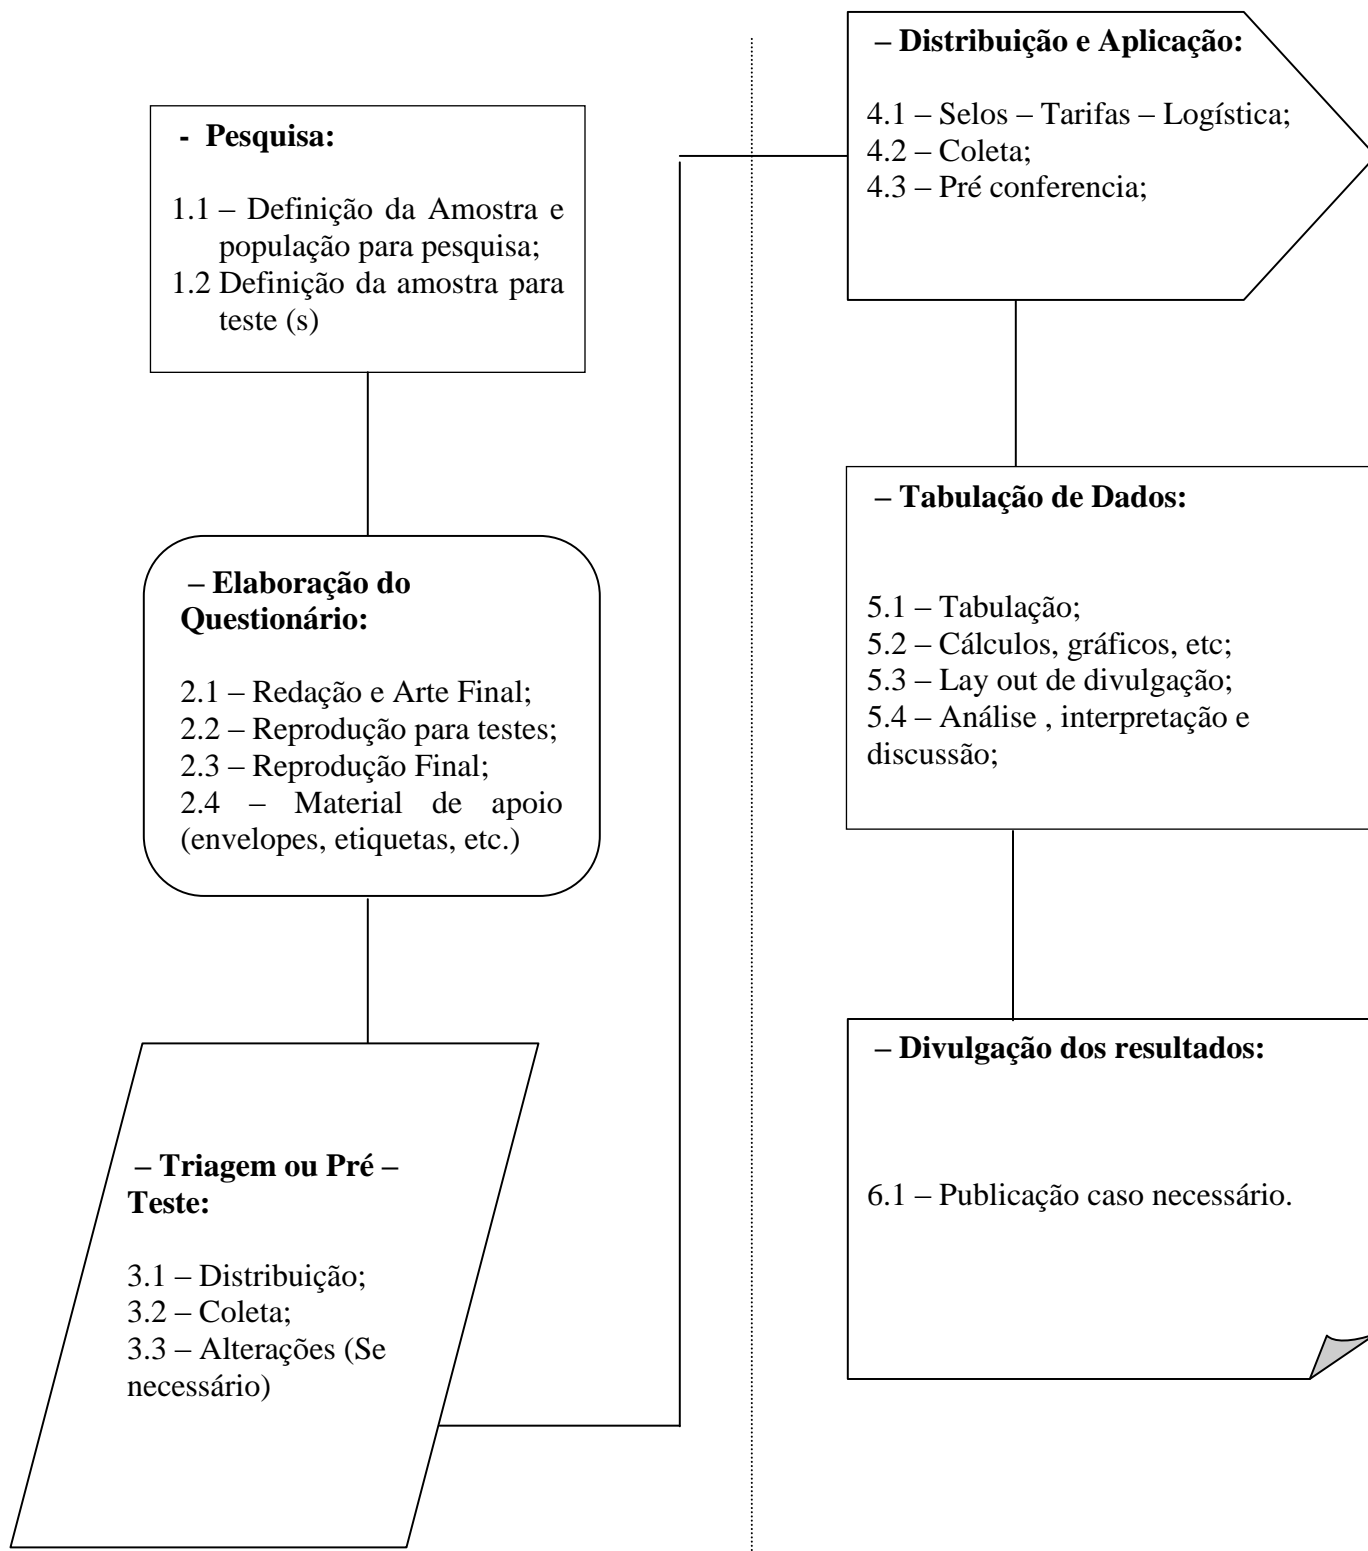 - Pesquisa:
1.1 – Definição da Amostra e
população para pesquisa;
1.2 Definição da amostra para
teste (s)
– Elaboração do
Questionário:
2.1 – Redação e Arte Final;
2.2 – Reprodução para testes;
2.3 – Reprodução Final;
2.4 – Material de apoio
(envelopes, etiquetas, etc.)
– Triagem ou Pré –
Teste:
3.1 – Distribuição;
3.2 – Coleta;
3.3 – Alterações (Se
necessário)
– Distribuição e Aplicação:
4.1 – Selos – Tarifas – Logística;
4.2 – Coleta;
4.3 – Pré conferencia;
– Tabulação de Dados:
5.1 – Tabulação;
5.2 – Cálculos, gráficos, etc;
5.3 – Lay out de divulgação;
5.4 – Análise , interpretação e
discussão;
– Divulgação dos resultados:
6.1 – Publicação caso necessário.